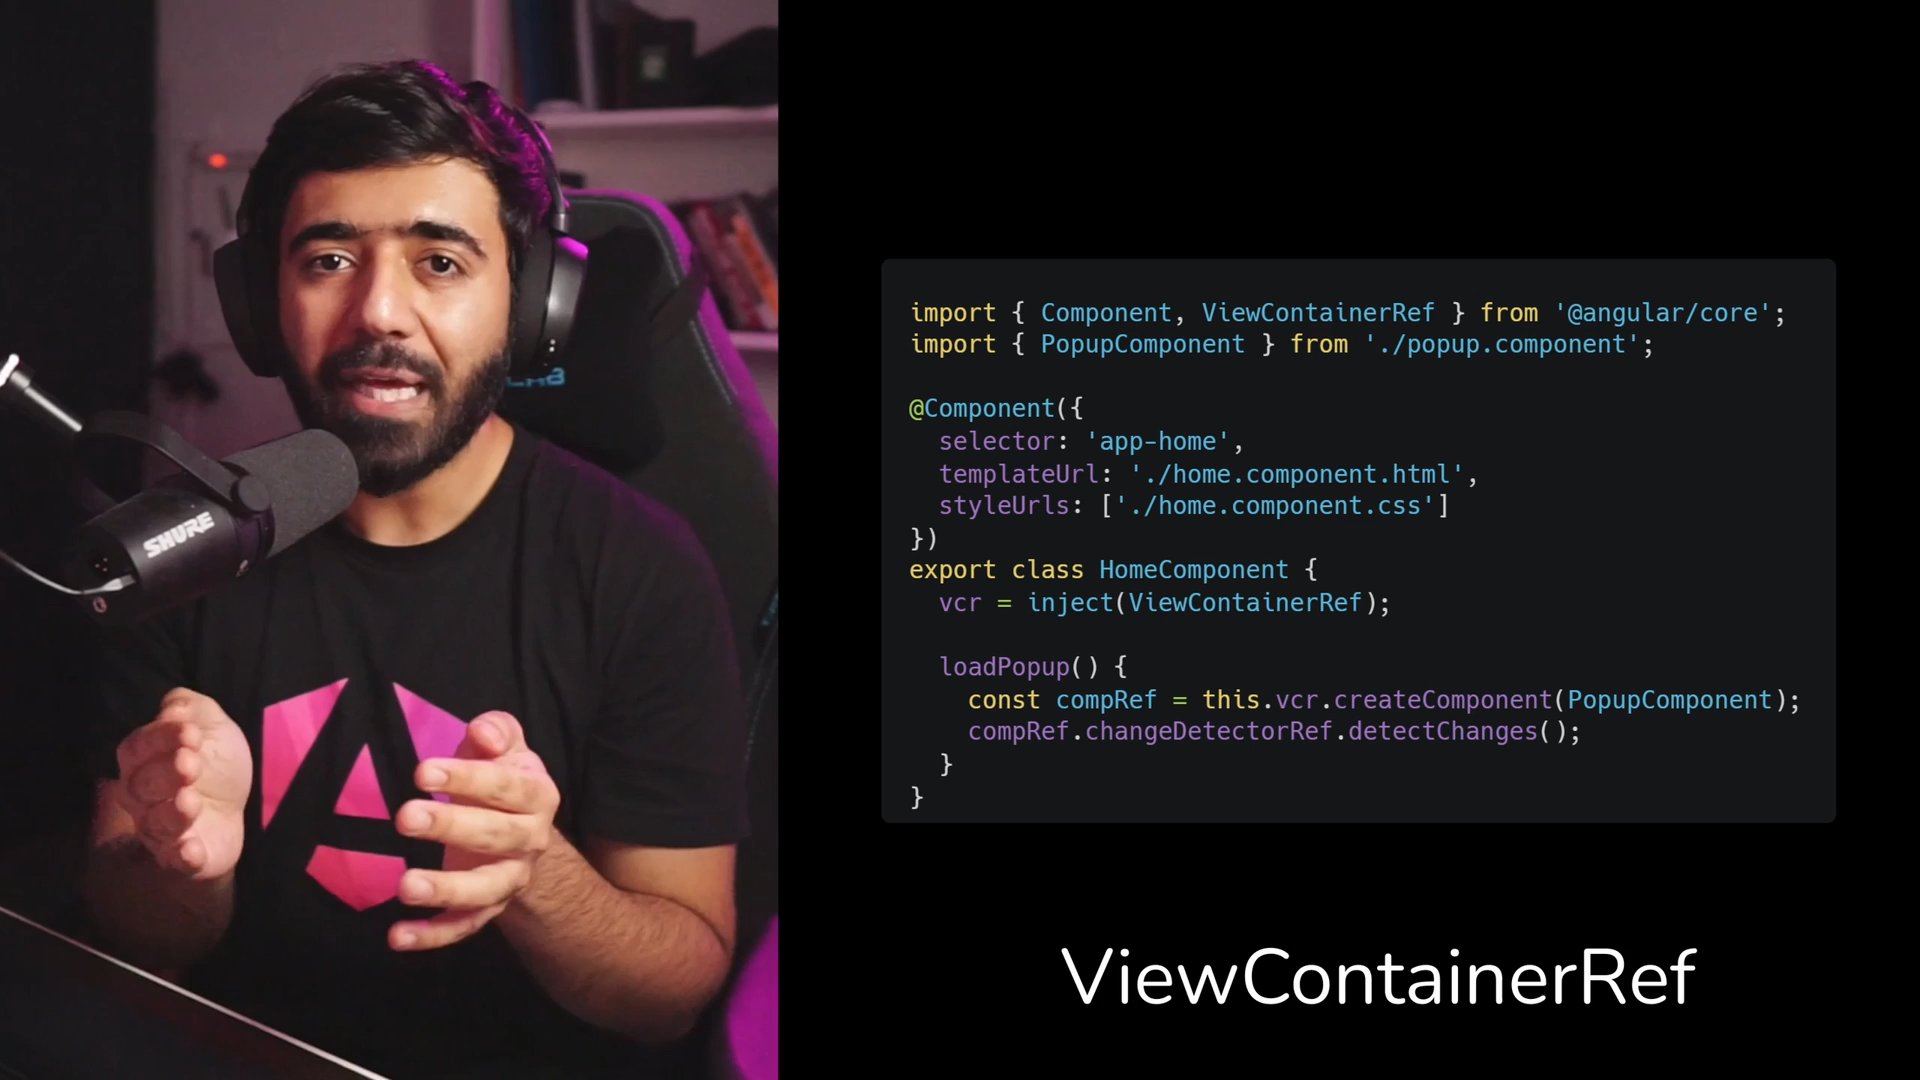 LAB
SHURE
import { Component, ViewContainerRef } from '@angular/core';
import { PopupComponent } from './popup.component';
@Component({
  selector: 'app-home',
  templateUrl: './home.component.html',
  styleUrls: ['./home.component.css']
})
export class HomeComponent {
  vcr = inject(ViewContainerRef);
  loadPopup() {
    const compRef = this.vcr.createComponent(PopupComponent);
    compRef.changeDetectorRef.detectChanges();
  }
}
ViewContainerRef